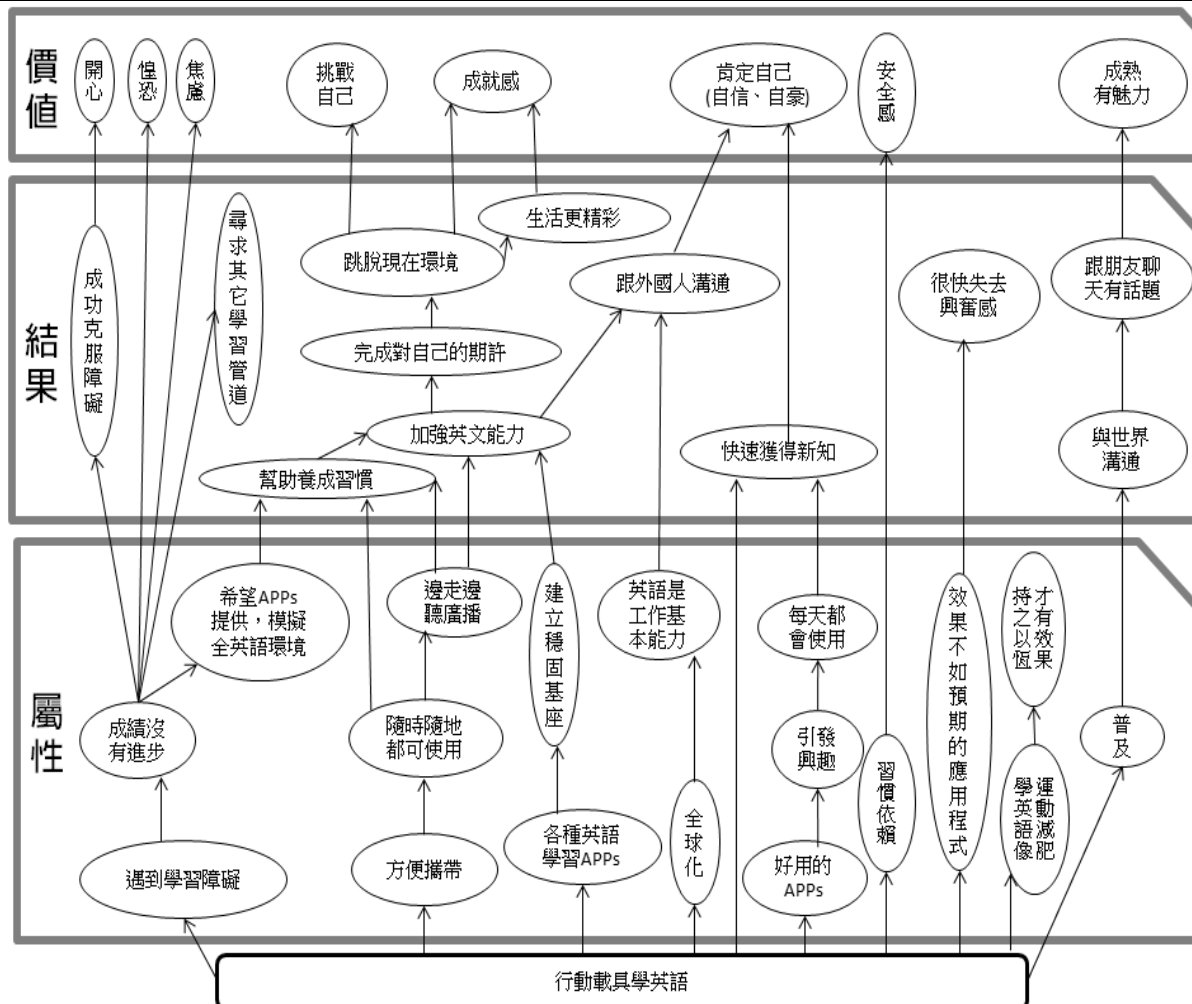 價值
開心
惶恐
焦慮
挑戰
自己
成就感
肯定自己
(自信、自豪)
安全感
成熟
有魅力
結果
成功克服障礙
尋求其它學習管道
跳脫現在環境
生活更精彩
跟外國人溝通
很快失去
興奮感
跟朋友聊
天有話題
完成對自己的期許
加強英文能力
幫助養成習慣
快速獲得新知
與世界
溝通
屬性
成績沒
有進步
希望APPs
提供，模擬
全英語環境
邊走邊
聽廣播
建立穩固基座
英語是
工作基
本能力
每天都
會使用
效果不如預期的應用程式
持之以恆
才有效果
隨時隨地
都可使用
引發
興趣
普及
遇到學習障礙
方便攜帶
各種英語
學習APPs
全球化
好用的
APPs
習慣依賴
學英語像
運動減肥
行動載具學英語